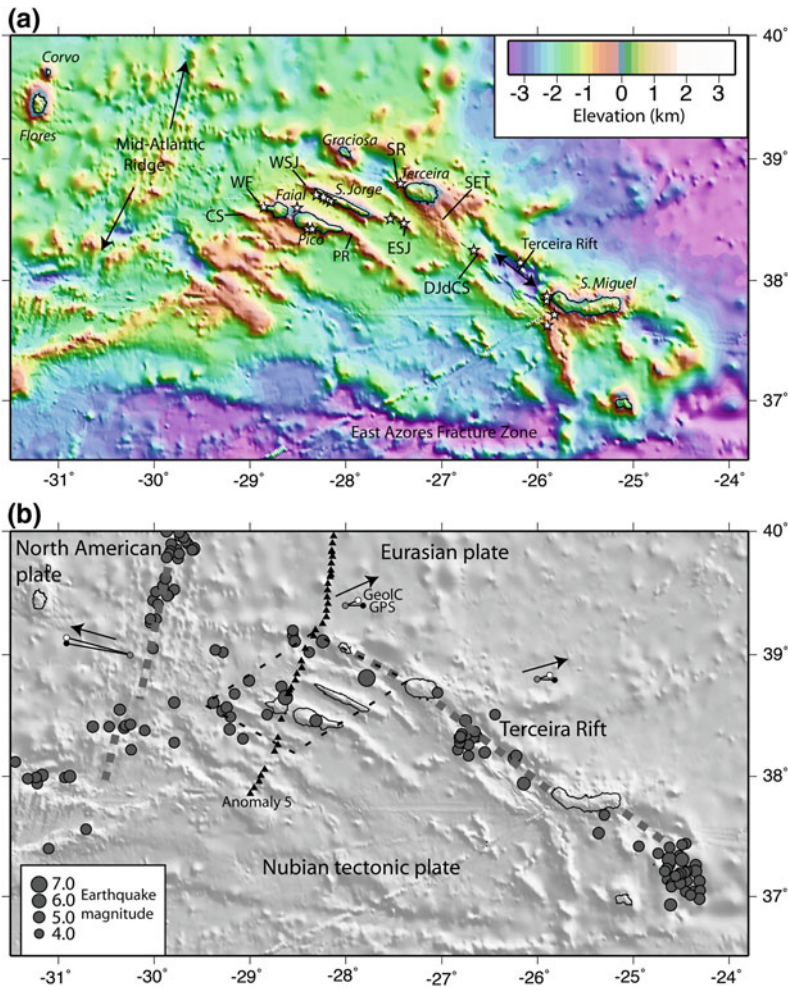 (a)
40˚
39˚
38˚
37˚
-31˚ -30˚ -29˚ -28˚ -27˚ -26˚ -25˚ -24˚
-3 -2 -1 0 1 2 3
Elevation (km)
Corvo
Flores
Mid-Atlantic
Ridge
Graciosa
SR
Terceira
WSJ
S. Jorge
SET
WF
Faial
CS
Pico
PR
ESJ
Terceira Rift
DJdCS
S. Miguel
East Azores Fracture Zone
(b)
40˚
39˚
38˚
37˚
North American
plate
Eurasian plate
GeolC
GPS
Terceira Rift
Anomaly 5
Nubian tectonic plate
7.0
6.0
5.0
4.0
Earthquake
magnitude
-31˚ -30˚ -29˚ -28˚ -27˚ -26˚ -25˚ -24˚